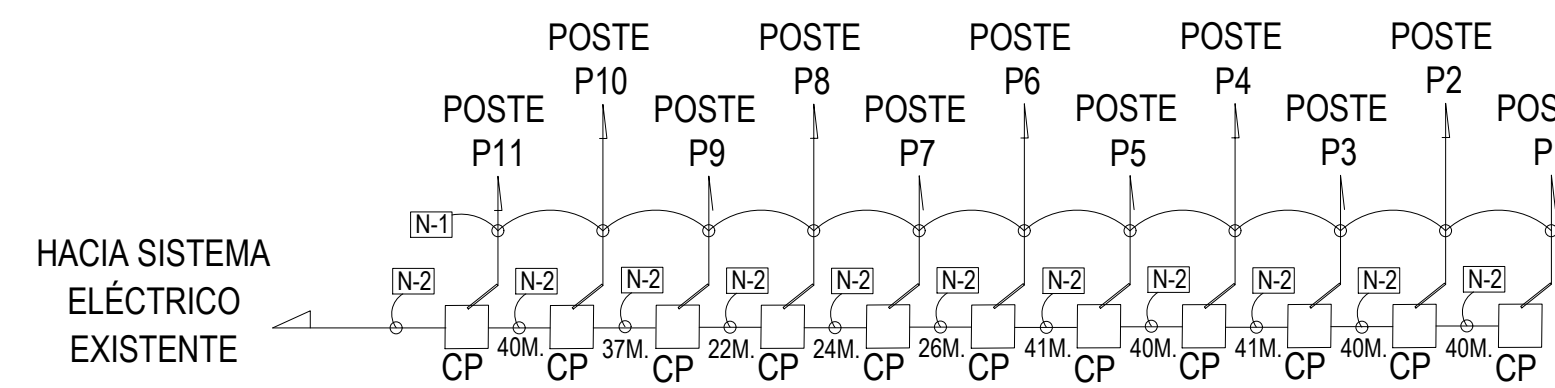 POSTE
P11
POSTE
P10
POSTE
P9
POSTE
P8
POSTE
P7
POSTE
P6
POSTE
P5
POSTE
P4
POSTE
P3
POSTE
P2
POS
P
N-1
HACIA SISTEMA
ELÉCTRICO
EXISTENTE
N-2 N-2 N-2 N-2 N-2 N-2 N-2 N-2 N-2 N-2 N-2
CP 40M. CP 37M. CP 22M. CP 24M. CP 26M. CP 41M. CP 40M. CP 41M. CP 40M. CP 40M. CP